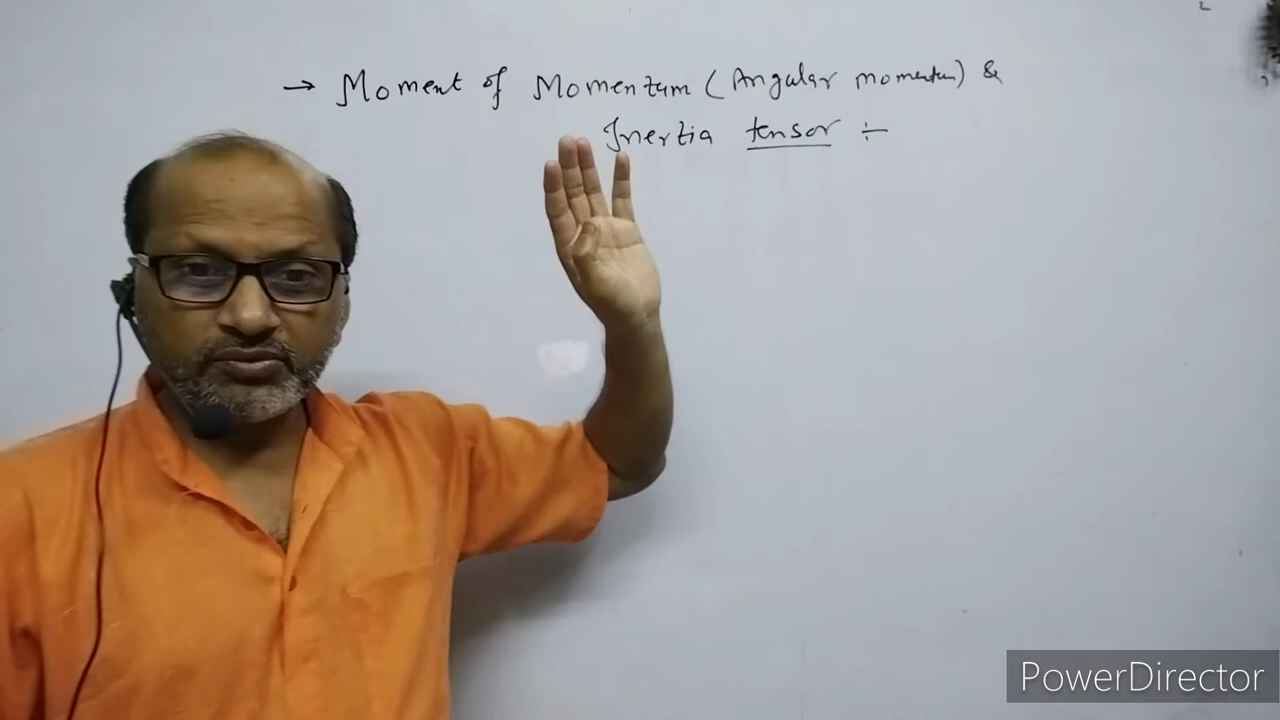 → Moment of Momentum (Angular momentum) &
Inertia tensor ÷
PowerDirector